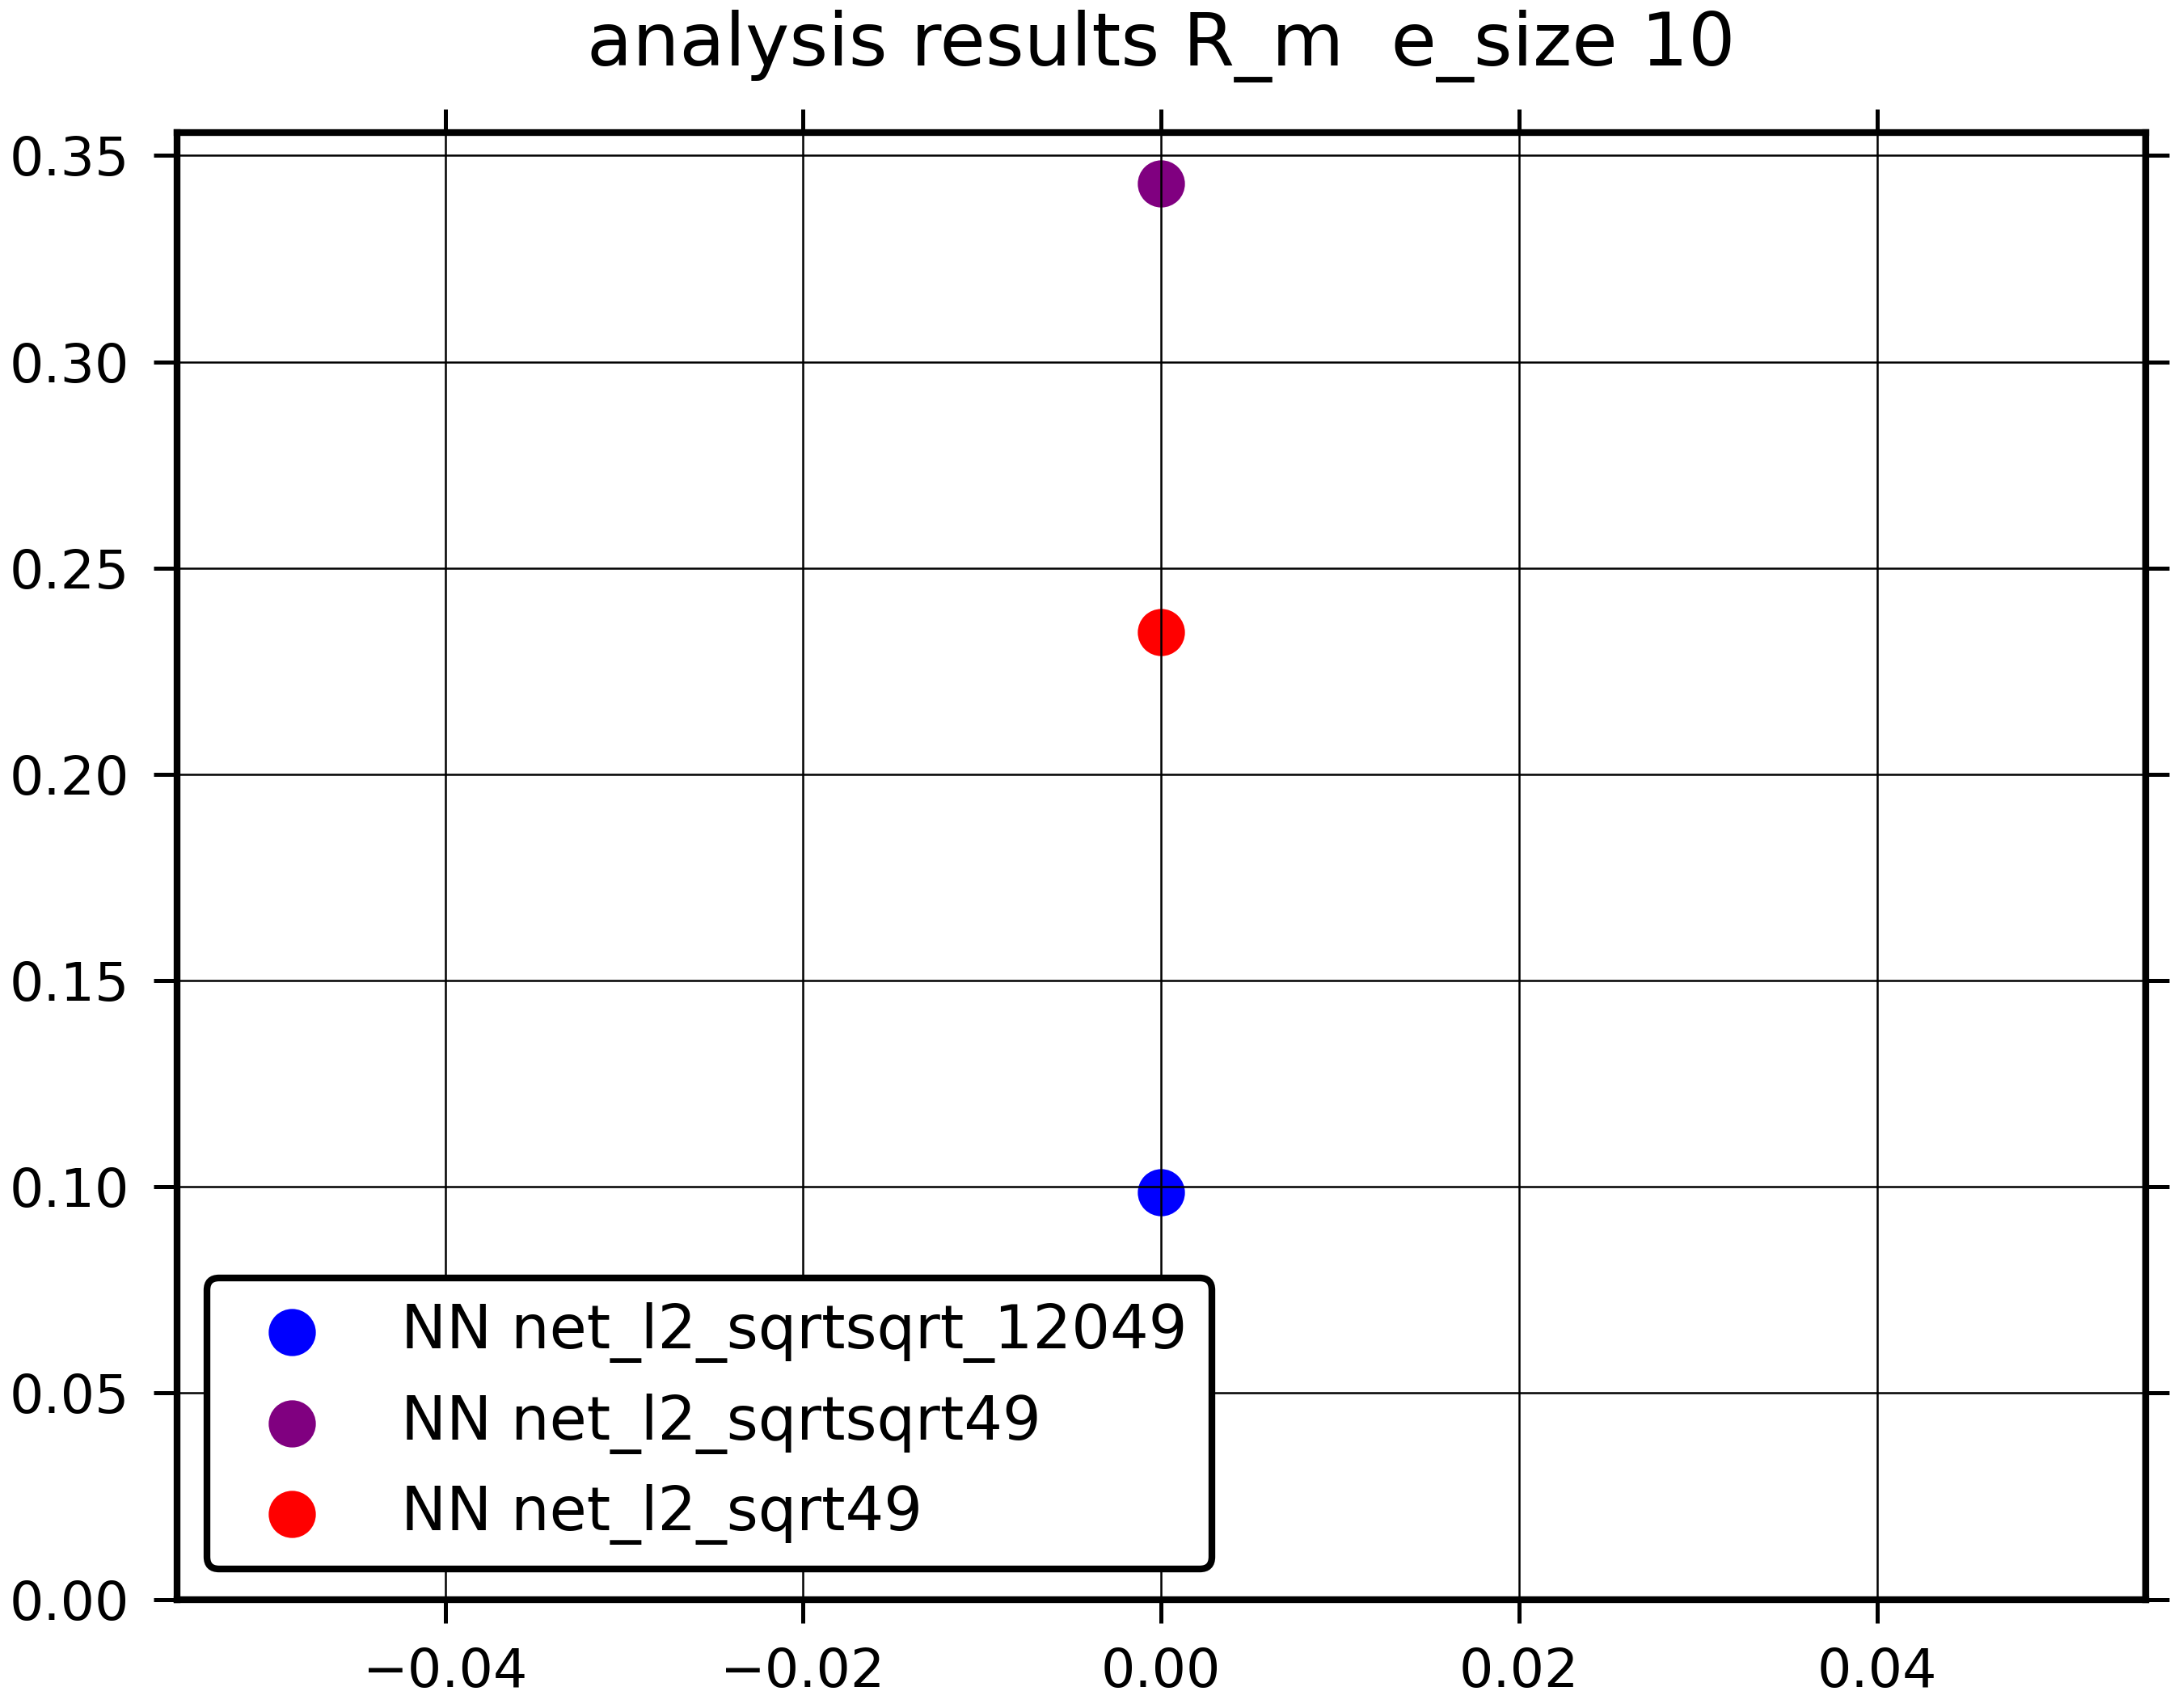 analysis results R_m  e_size 10
0.35
0.30
0.25
0.20
0.15
0.10
0.05
0.00
NN net_l2_sqrtsqrt_12049
NN net_l2_sqrtsqrt49
NN net_l2_sqrt49
−0.04 −0.02 0.00 0.02 0.04